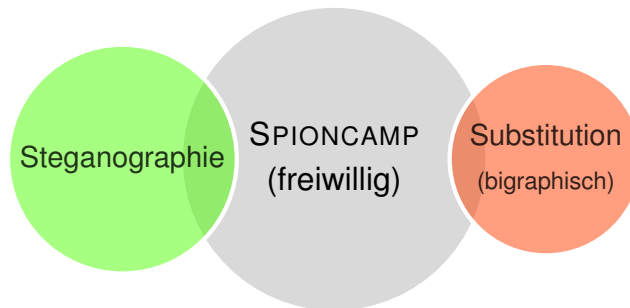 Steganographie
SPIONCAMP
(freiwillig)
Substitution
(bigraphisch)